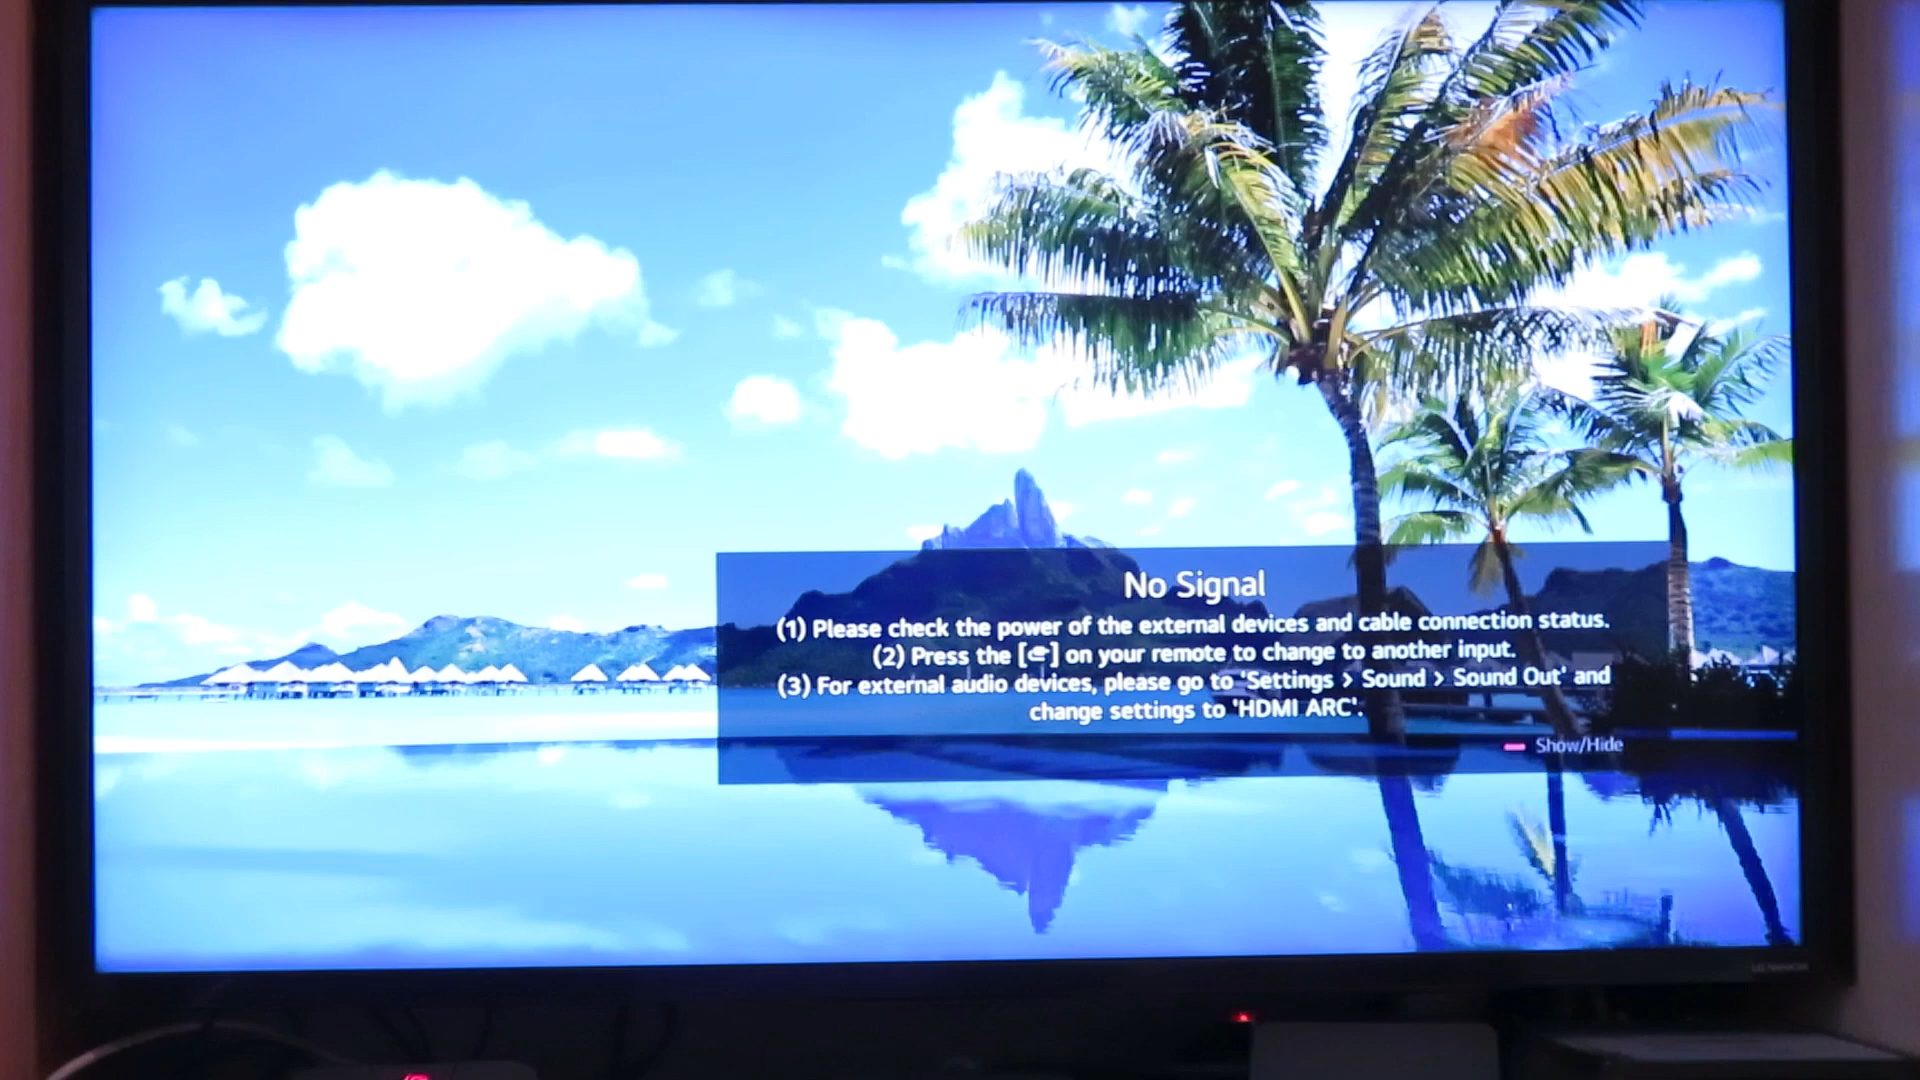 No Signal
(1) Please check the power of the external devices and cable connection status.
(2) Press the [ ] on your remote to change to another input.
(3) For external audio devices, please go to 'Settings > Sound > Sound Out' and
change settings to 'HDMI ARC'.
Show/Hide